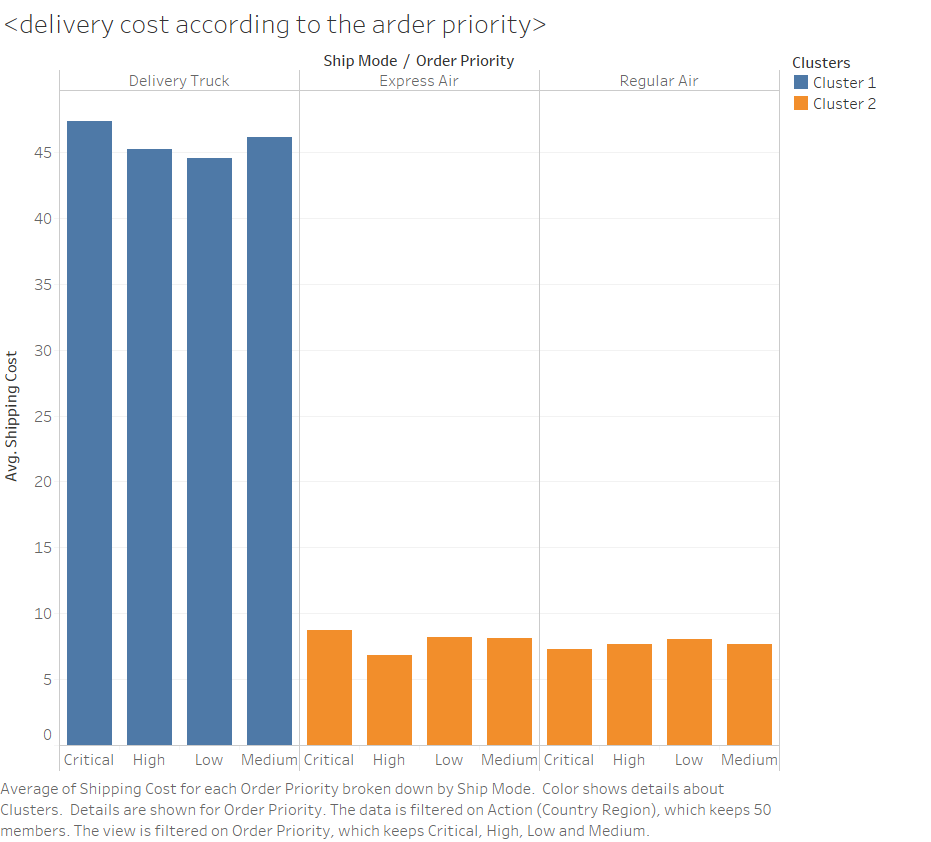 <delivery cost according to the arder priority>
Ship Mode / Order Priority
Delivery Truck
Express Air
Regular Air
Clusters
Cluster 1
Cluster 2
Avg. Shipping Cost
45
40
35
30
25
20
15
10
5
0
Critical High Low Medium Critical High Low Medium Critical High Low Medium
Average of Shipping Cost for each Order Priority broken down by Ship Mode.  Color shows details about
Clusters.  Details are shown for Order Priority. The data is filtered on Action (Country Region), which keeps 50
members. The view is filtered on Order Priority, which keeps Critical, High, Low and Medium.